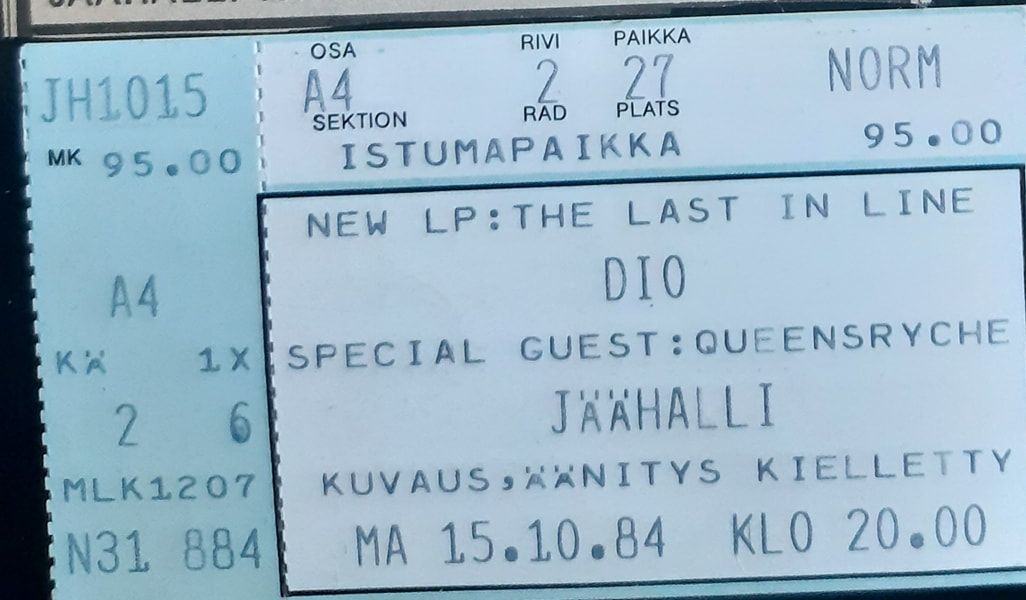 JH1015
MK 95.00
A4
KÄ 1X
2 6
MLK1207
N31 884
OSA RIVI PAIKKA
A4 2 27 NORM
SEKTION RAD PLATS
ISTUMAPAIKKA 95.00
NEW LP:THE LAST IN LINE
DIO
SPECIAL GUEST:QUEENSRYCHE
JÄÄHALLI
KUVAUS,ÄÄNITYS KIELLETTY
MA 15.10.84 KLO 20.00